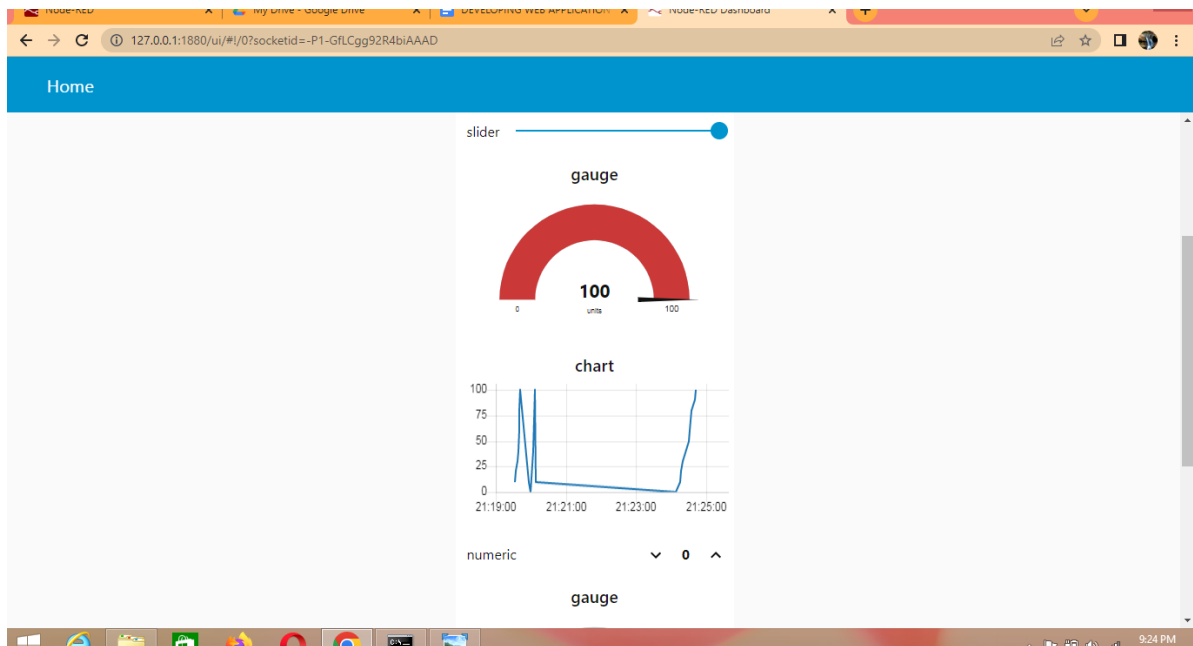 Node-RED
My Drive - Google Drive
DEVELOPING WEB APPLICATION
Node-RED Dashboard
127.0.0.1:1880/ui/#!/0?socketid=-P1-GfLCgg92R4biAAAD
Home
slider
gauge
100
units
0
100
chart
100
75
50
25
0
21:19:00 21:21:00 21:23:00 21:25:00
numeric 0
gauge
9:24 PM